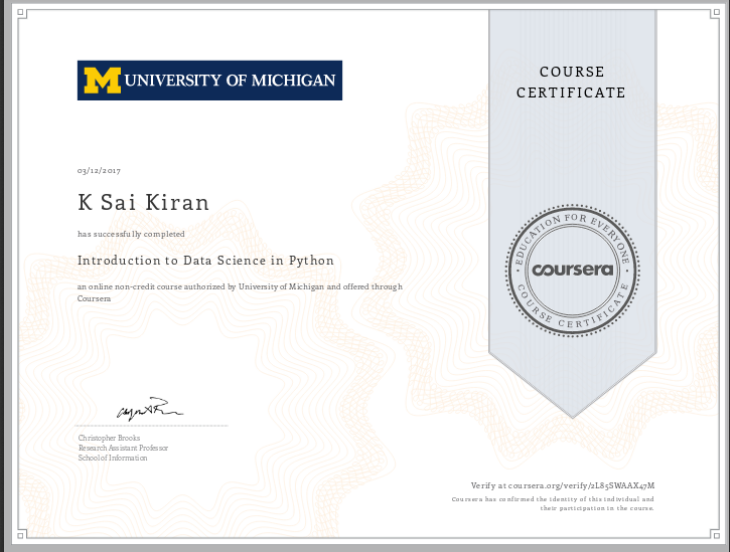 M UNIVERSITY OF MICHIGAN
COURSE
CERTIFICATE
03/12/2017
K Sai Kiran
has successfully completed
Introduction to Data Science in Python
an online non-credit course authorized by University of Michigan and offered through
Coursera
EDUCATION FOR EVERYONE
coursera
COURSE CERTIFICATE
Christopher Brooks
Research Assistant Professor
School of Information
Verify at coursera.org/verify/2L85SWAAX47M
Coursera has confirmed the identity of this individual and
their participation in the course.